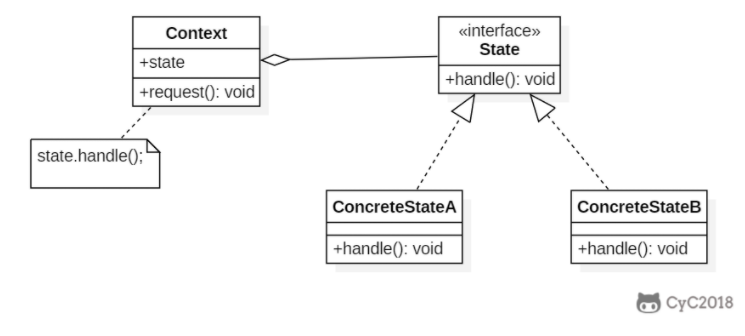 Context
+state
+request(): void
«interface»
State
+handle(): void
state.handle();
ConcreteStateA
+handle(): void
ConcreteStateB
+handle(): void
CyC2018